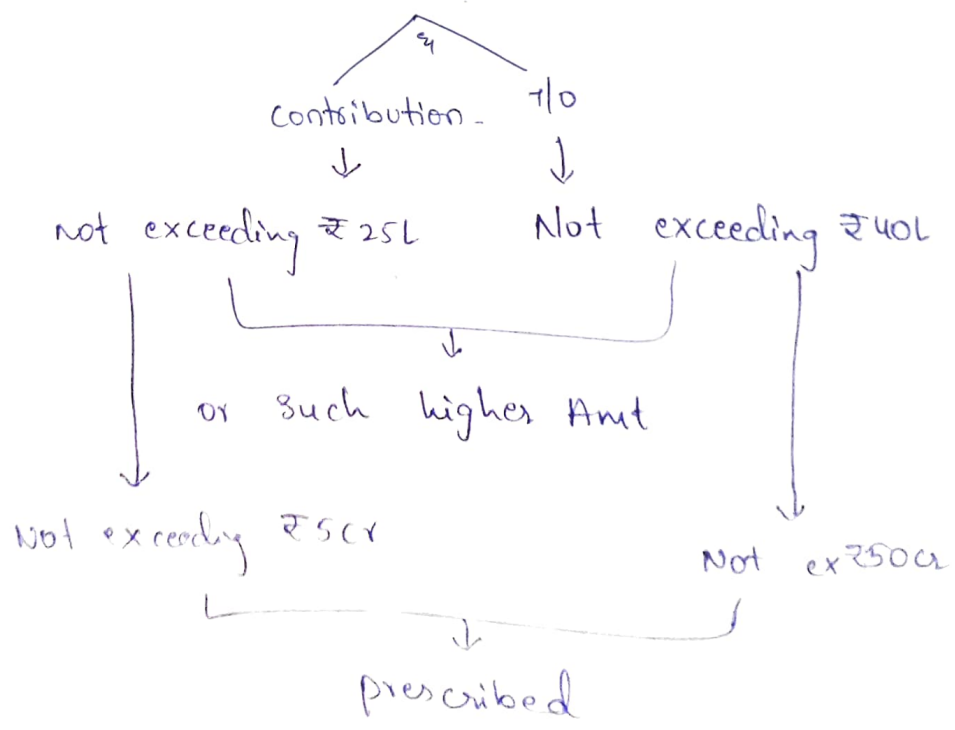 &
Contribution - T/O
Not exceeding ₹25L Not exceeding ₹40L
or such higher Amt
Not exceeding ₹5Cr Not ex ₹50Cr
prescribed